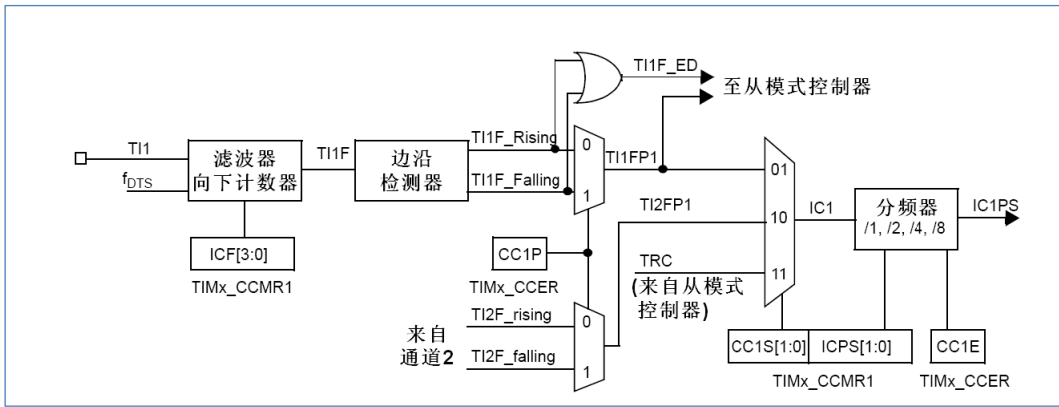 TI1F_ED
至从模式控制器
TI1
fDTS
滤波器
向下计数器
TI1F
边沿
检测器
TI1F_Rising
TI1F_Falling
0
1
TI1FP1
01
TI2FP1
10
IC1
分频器
/1, /2, /4, /8
IC1PS
ICF[3:0]
TIMx_CCMR1
CC1P
TIMx_CCER
TRC
11
(来自从模式
控制器)
来自
通道2
TI2F_rising
0
TI2F_falling
1
CC1S[1:0]
ICPS[1:0]
CC1E
TIMx_CCMR1
TIMx_CCER